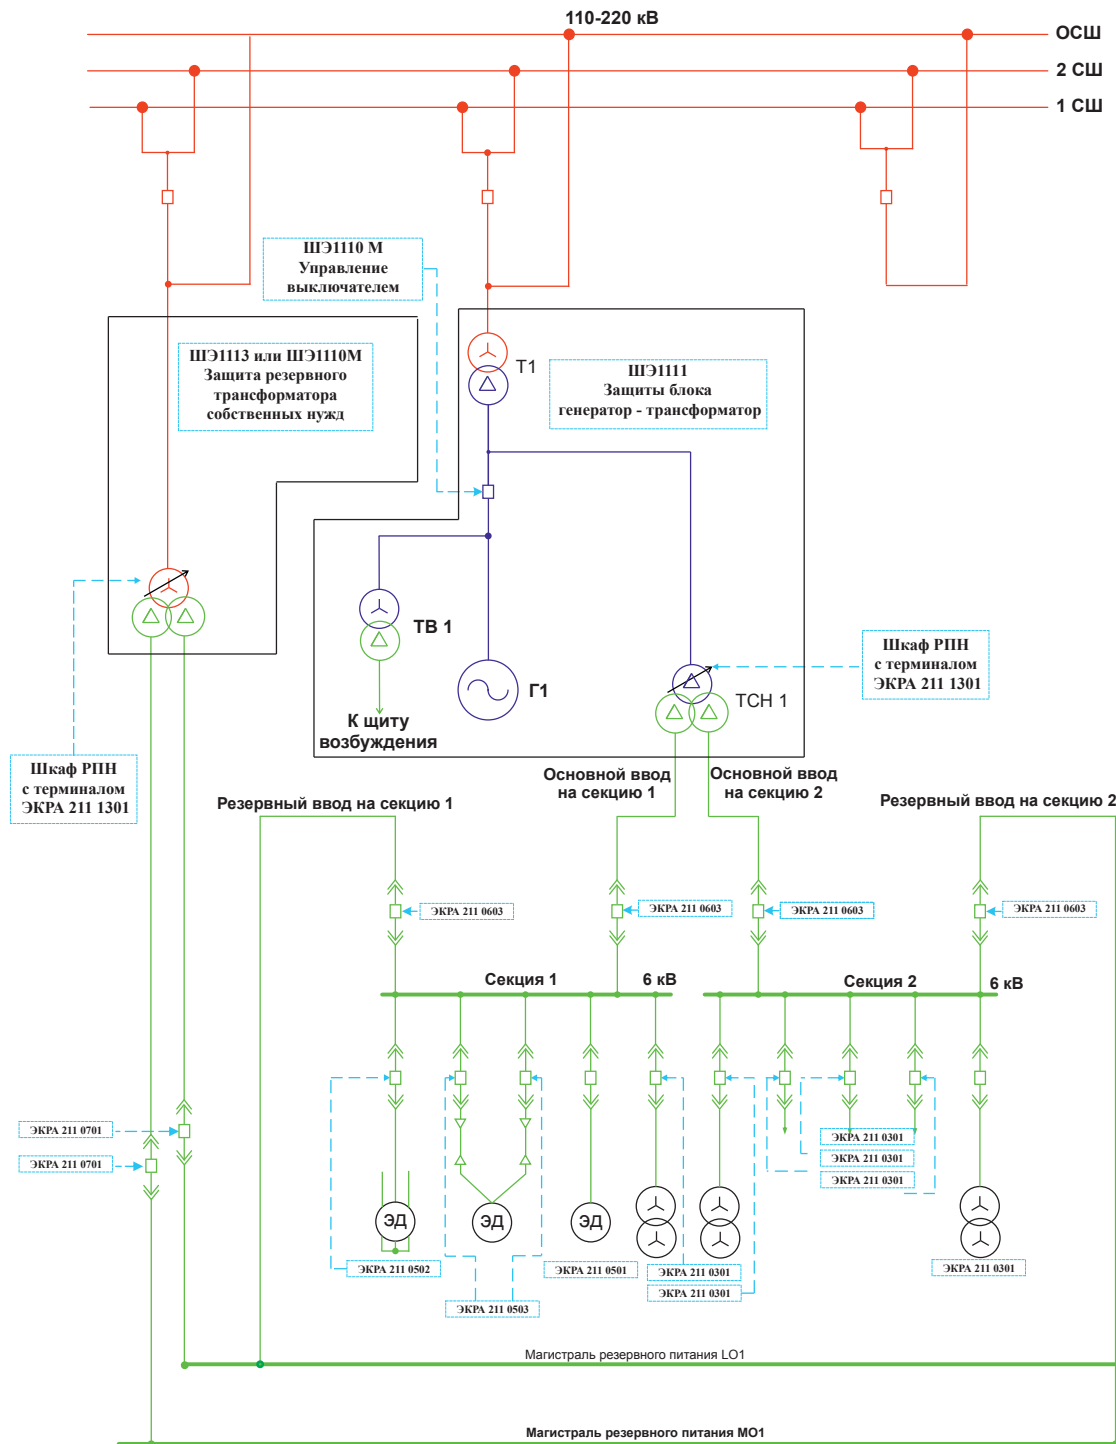 110-220 кВ
ОСШ
2 СШ
1 СШ
ШЭ1110 М
Управление
выключателем
ШЭ1113 или ШЭ1110М
Защита резервного
трансформатора
собственных нужд
Т1
ШЭ1111
Защиты блока
генератор - трансформатор
ТВ 1
Г1
К щиту
возбуждения
ТСН 1
Шкаф РПН
с терминалом
ЭКРА 211 1301
Шкаф РПН
с терминалом
ЭКРА 211 1301
Основной ввод
на секцию 1
Основной ввод
на секцию 2
Резервный ввод на секцию 1
Резервный ввод на секцию 2
ЭКРА 211 0603
ЭКРА 211 0603
ЭКРА 211 0603
ЭКРА 211 0603
Секция 1
6 кВ
Секция 2
6 кВ
ЭКРА 211 0701
ЭКРА 211 0701
ЭКРА 211 0301
ЭКРА 211 0301
ЭКРА 211 0301
ЭД
ЭД
ЭД
ЭКРА 211 0502
ЭКРА 211 0501
ЭКРА 211 0301
ЭКРА 211 0301
ЭКРА 211 0301
ЭКРА 211 0503
Магистраль резервного питания LO1
Магистраль резервного питания МО1